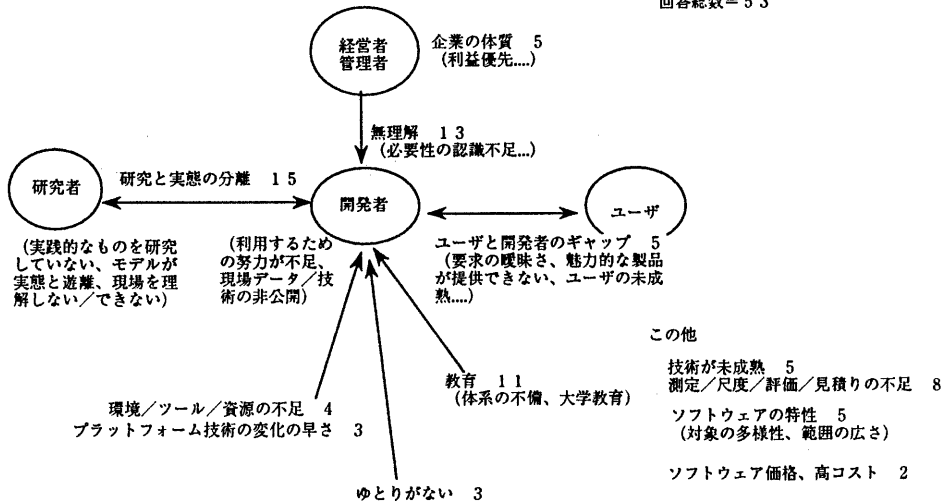 回答総数=53
経営者
管理者
企業の体質 5
(利益優先....)
無理解 13
(必要性の認識不足...)
研究者
研究と実態の分離 15
開発者
ユーザ
(実践的なものを研究
していない、モデルが
実態と遊離、現場を理
解しない/できない)
(利用するため
の努力が不足、
現場データ/技
術の非公開)
ユーザと開発者のギャップ 5
(要求の曖昧さ、魅力的な製品
が提供できない、ユーザの未成
熟....)
この他
技術が未成熟 5
測定/尺度/評価/見積りの不足 8
ソフトウェアの特性 5
(対象の多様性、範囲の広さ)
ソフトウェア価格、高コスト 2
教育 11
(体系の不備、大学教育)
環境/ツール/資源の不足 4
プラットフォーム技術の変化の早さ 3
ゆとりがない 3